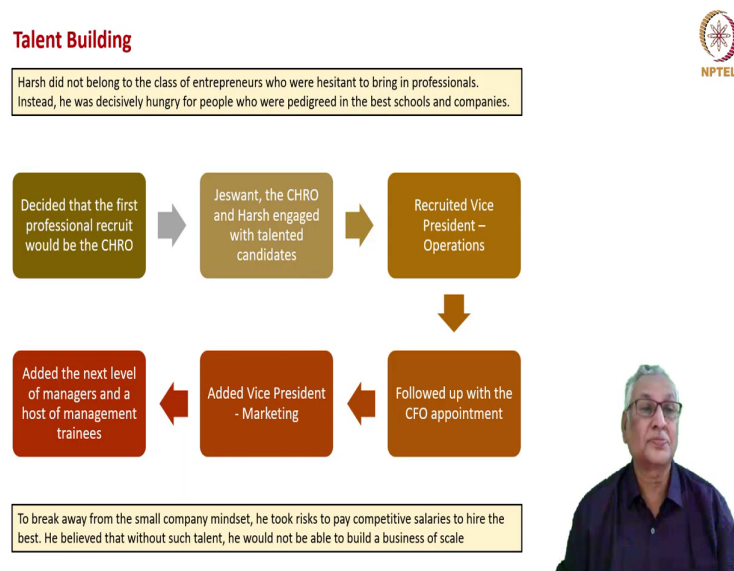 Talent Building
NPTEL
Harsh did not belong to the class of entrepreneurs who were hesitant to bring in professionals.
Instead, he was decisively hungry for people who were pedigreed in the best schools and companies.
Decided that the first
professional recruit
would be the CHRO
Jeswant, the CHRO
and Harsh engaged
with talented
candidates
Recruited Vice
President –
Operations
Followed up with the
CFO appointment
Added Vice President
- Marketing
Added the next level
of managers and a
host of management
trainees
To break away from the small company mindset, he took risks to pay competitive salaries to hire the
best. He believed that without such talent, he would not be able to build a business of scale